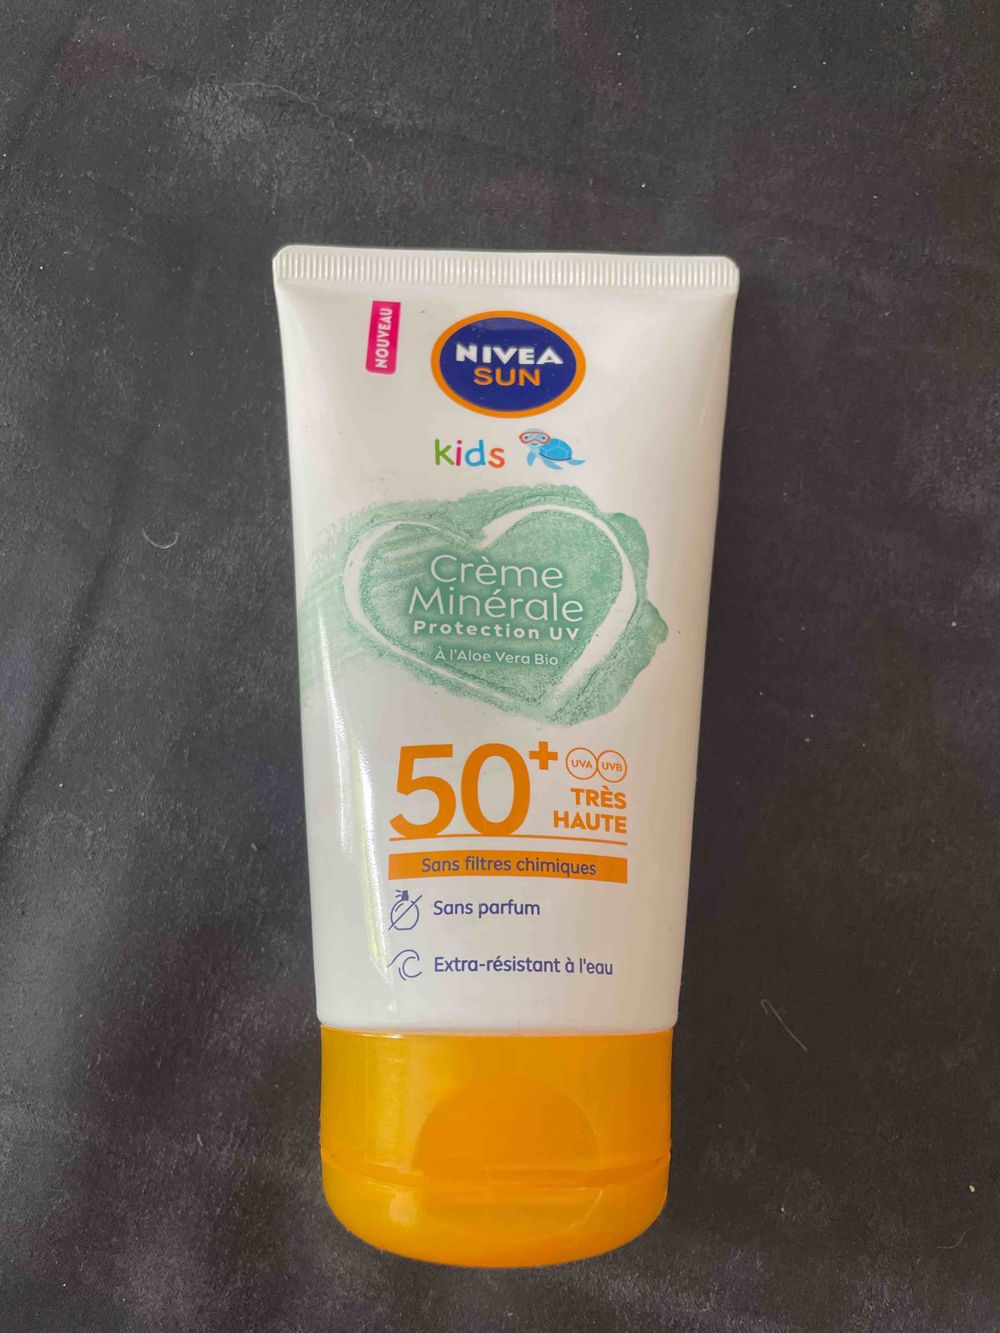 NOUVEAU
NIVEA
SUN
kids
Crème
Minérale
Protection UV
À l'Aloe Vera Bio
50+
UVA UVB
TRÈS
HAUTE
Sans filtres chimiques
Sans parfum
Extra-résistant à l'eau